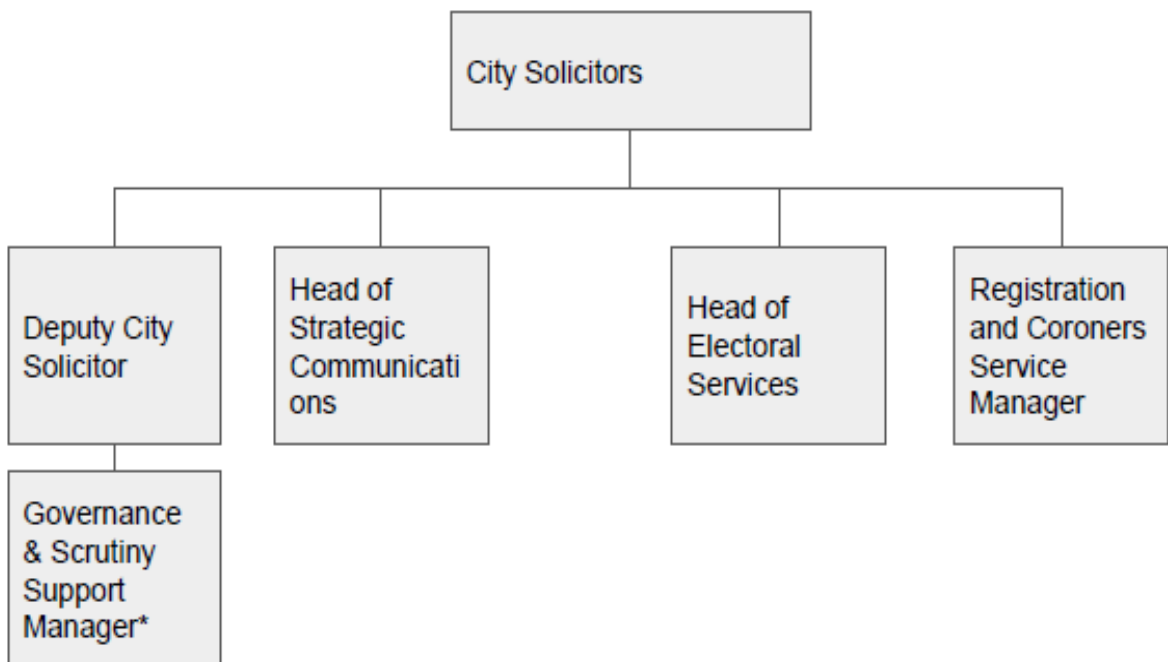 City Solicitors
Deputy City
Solicitor
Head of
Strategic
Communicati
ons
Head of
Electoral
Services
Registration
and Coroners
Service
Manager
Governance
& Scrutiny
Support
Manager*